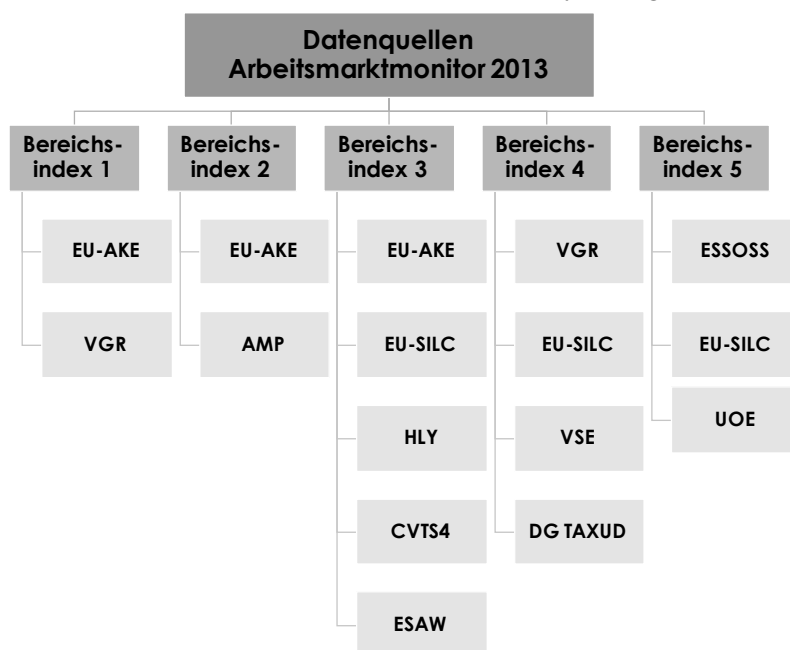 Datenquellen
Arbeitsmarktmonitor 2013
Bereichs-
index 1
Bereichs-
index 2
Bereichs-
index 3
Bereichs-
index 4
Bereichs-
index 5
EU-AKE
VGR
EU-AKE
AMP
EU-AKE
EU-SILC
HLY
CVTS4
ESAW
VGR
EU-SILC
VSE
DG TAXUD
ESSOSS
EU-SILC
UOE